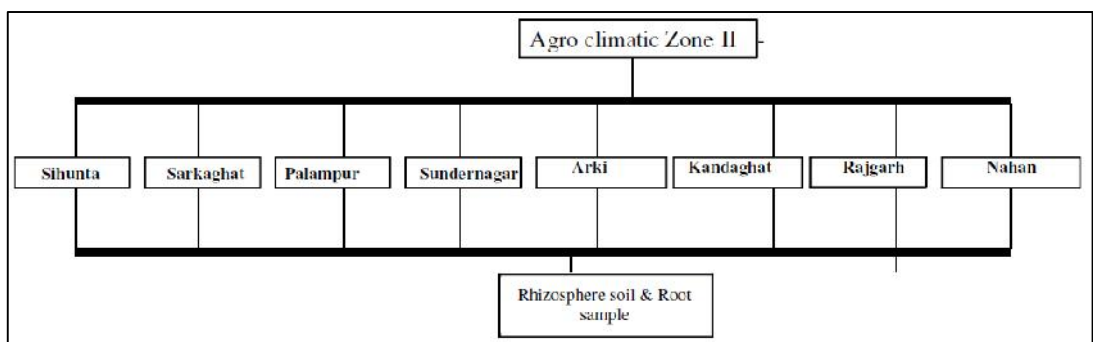 Agro climatic Zone II
Sihunta
Sarkaghat
Palampur
Sundernagar
Arki
Kandaghat
Rajgarh
Nahan
Rhizosphere soil & Root
sample